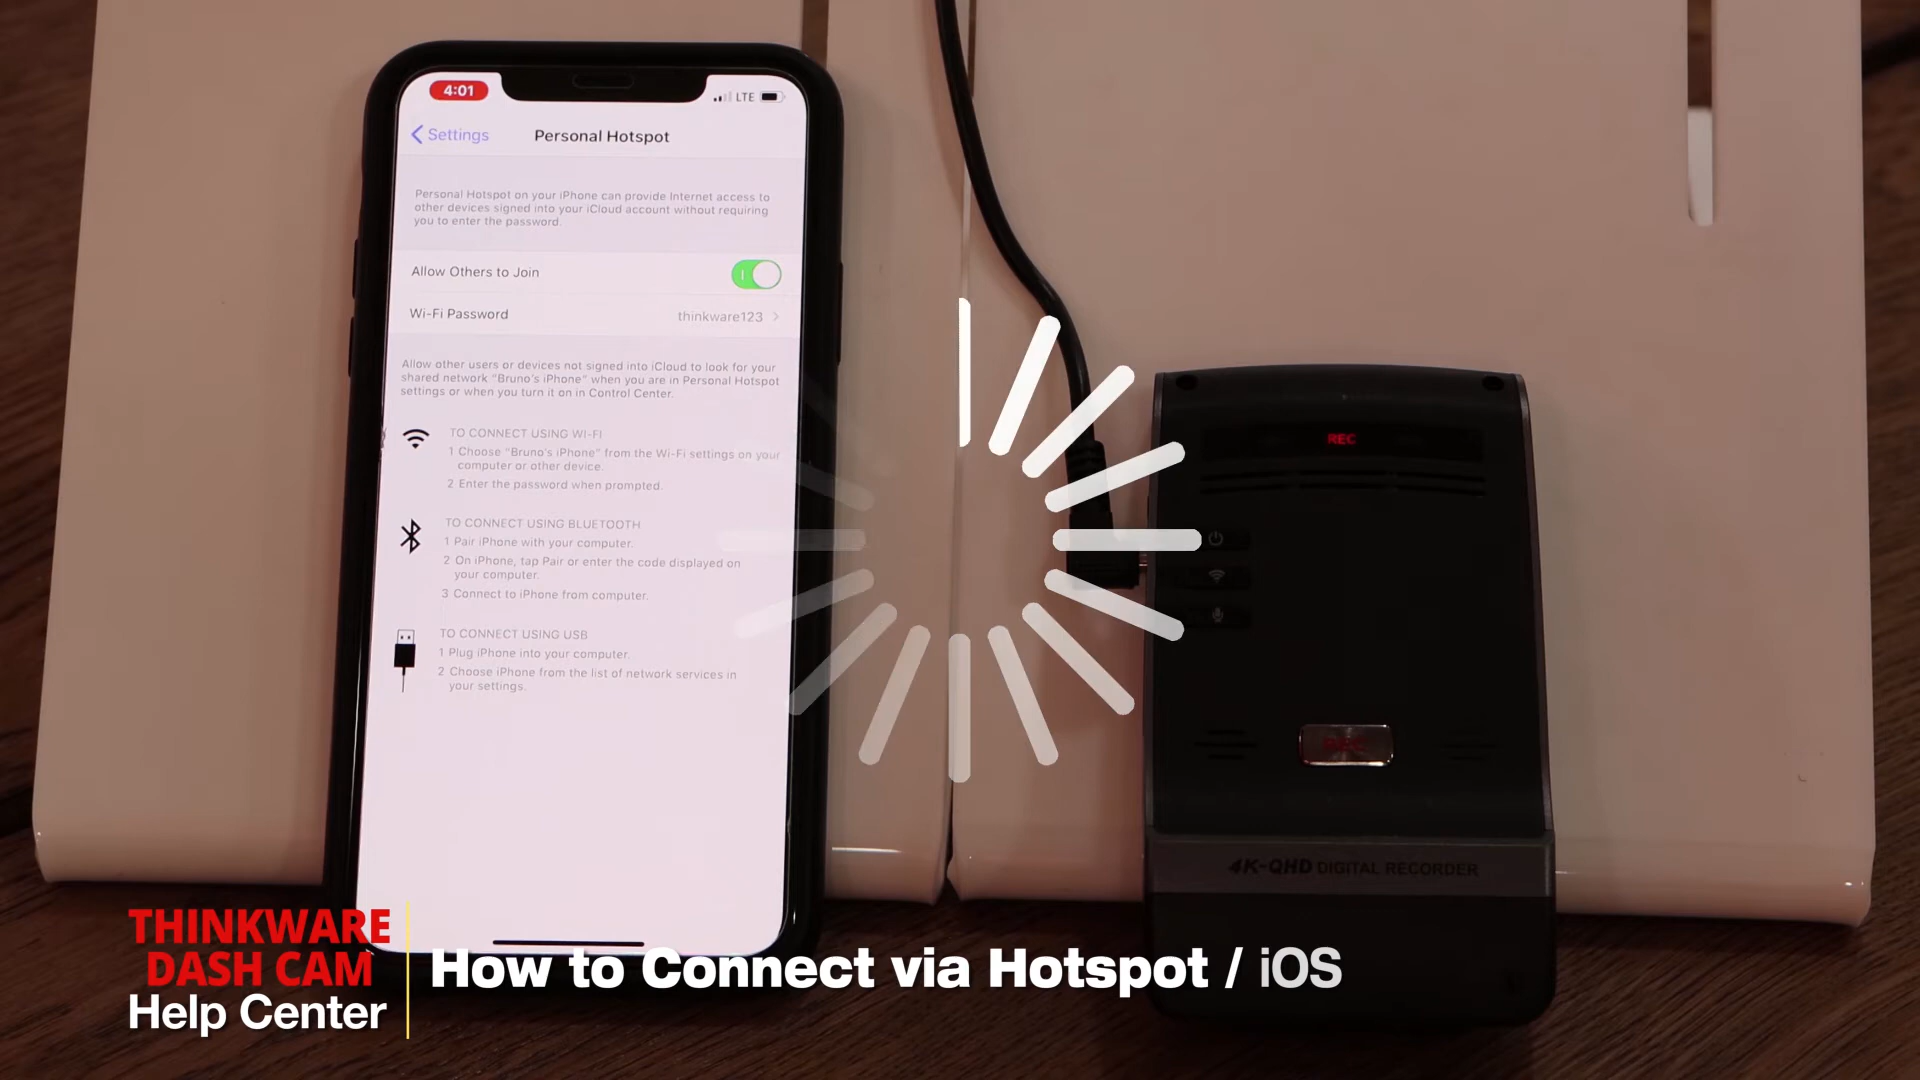 4:01
LTE
Settings
Personal Hotspot
Personal Hotspot on your iPhone can provide Internet access to
other devices signed into your iCloud account without requiring
you to enter the password.
Allow Others to Join
Wi-Fi Password
thinkware123
Allow other users or devices not signed into iCloud to look for your
shared network "Bruno's iPhone" when you are in Personal Hotspot
settings or when you turn it on in Control Center.
TO CONNECT USING WI-FI
1 Choose "Bruno's iPhone" from the Wi-Fi settings on your
computer or other device.
2 Enter the password when prompted.
TO CONNECT USING BLUETOOTH
1 Pair iPhone with your computer.
2 On iPhone, tap Pair or enter the code displayed on
your computer.
3 Connect to iPhone from computer.
TO CONNECT USING USB
1 Plug iPhone into your computer.
2 Choose iPhone from the list of network services in
your settings.
REC
REC
4K-QHD DIGITAL RECORDER
THINKWARE
DASH CAM
Help Center
How to Connect via Hotspot / iOS